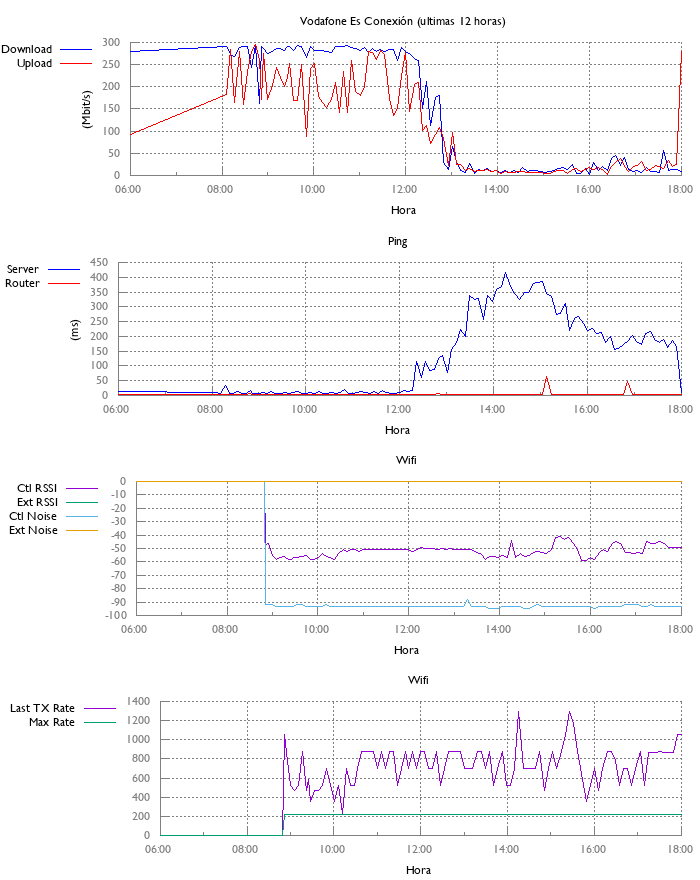 Vodafone Es Conexión (ultimas 12 horas)
Download
Upload
300
250
200
150
100
50
0
(Mbit/s)
06:00 08:00 10:00 12:00 14:00 16:00 18:00
Hora
Ping
Server
Router
450
400
350
300
250
200
150
100
50
0
(ms)
06:00 08:00 10:00 12:00 14:00 16:00 18:00
Hora
Wifi
Ctl RSSI
Ext RSSI
Ctl Noise
Ext Noise
0
-10
-20
-30
-40
-50
-60
-70
-80
-90
-100
06:00 08:00 10:00 12:00 14:00 16:00 18:00
Hora
Wifi
Last TX Rate
Max Rate
1400
1200
1000
800
600
400
200
0
06:00 08:00 10:00 12:00 14:00 16:00 18:00
Hora